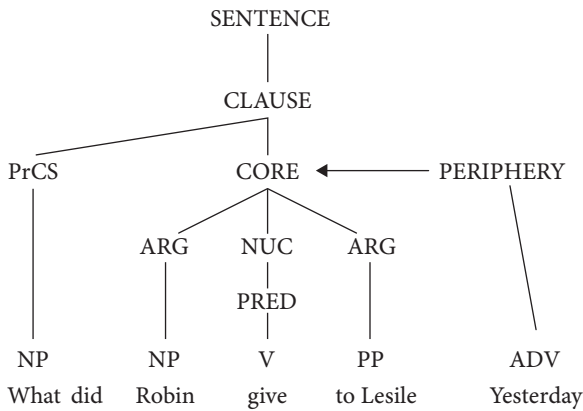 SENTENCE
CLAUSE
PrCS CORE PERIPHERY
ARG NUC ARG
PRED
NP NP V PP ADV
What did Robin give to Lesile Yesterday